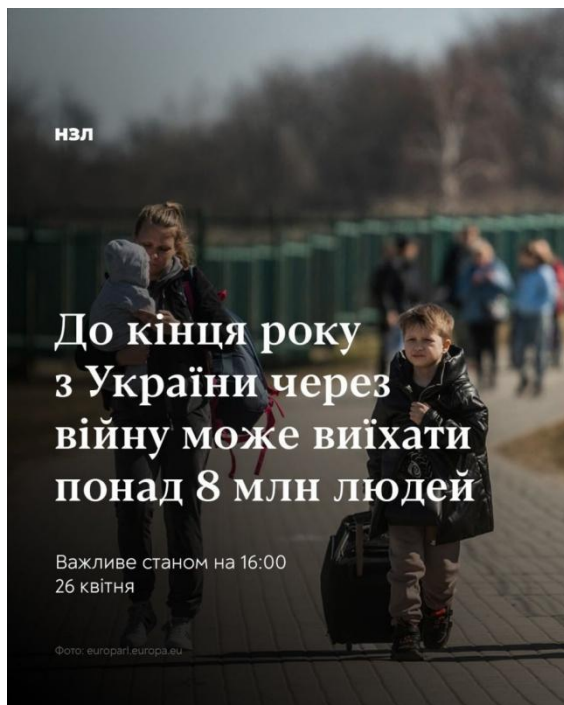 НЗЛ
До кінця року
з України через
війну може виїхати
понад 8 млн людей
Важливе станом на 16:00
26 квітня
Фото: europarl.europa.eu